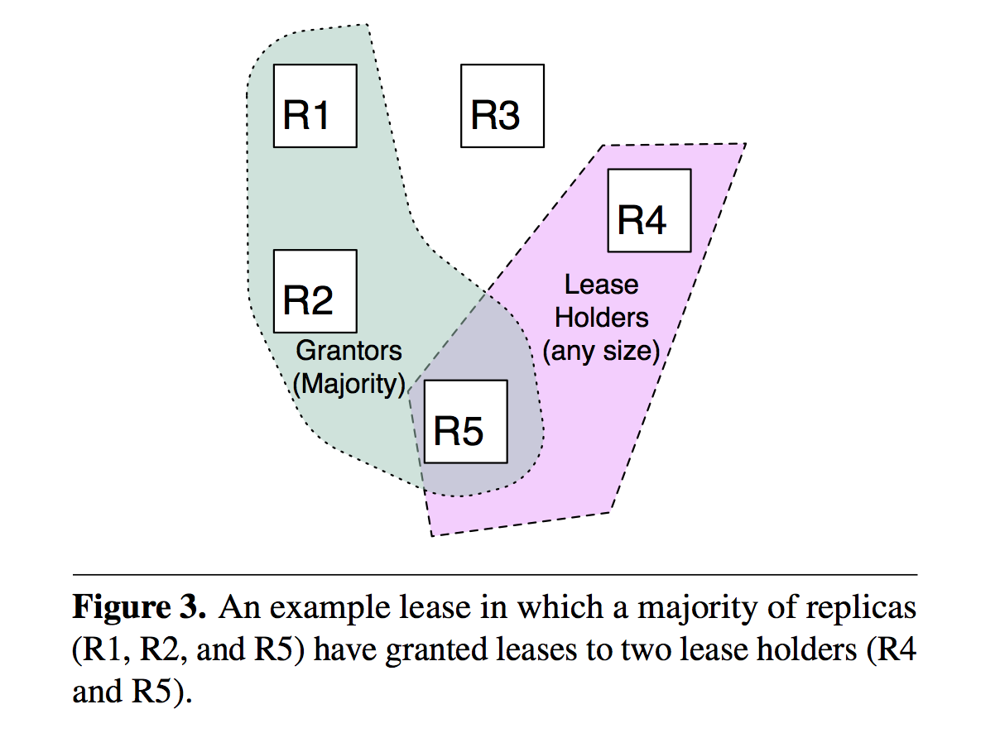 R1
R3
R4
R2
Lease
Holders
(any size)
Grantors
(Majority)
R5
Figure 3. An example lease in which a majority of replicas
(R1, R2, and R5) have granted leases to two lease holders (R4
and R5).